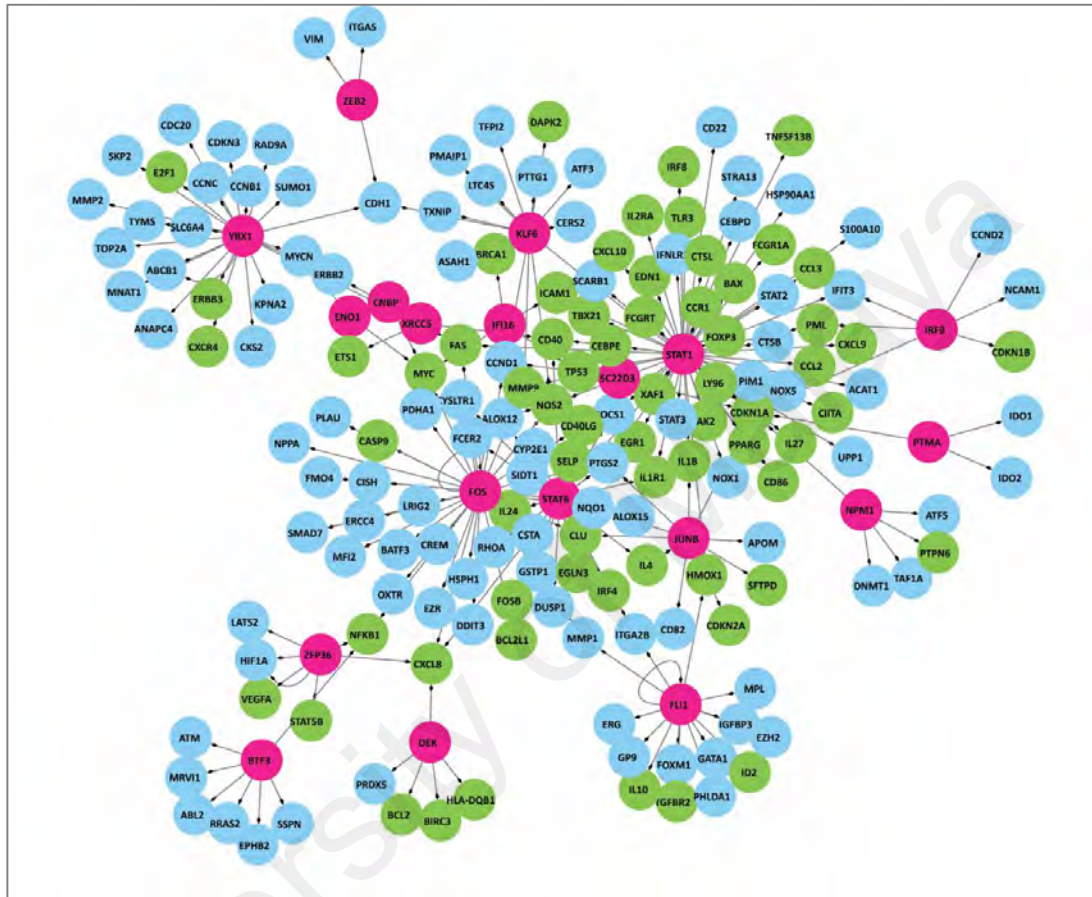 ITGA5
VIM
ZEB2
CDC20
CDKN3
RAD9A
SKP2
E2F1
CCNC
CCNB1
SUMO1
MMP2
TYMS
SLC6A4
YBX1
TOP2A
ABCB1
MYCN
MNAT1
ERBB3
KPNA2
ERBB2
ANAPC4
CXCR4
CKS2
CDH1
TFPI2
DAPK2
PMAIP1
LTC4S
PTTG1
ATF3
TXNIP
KLF6
CERS2
ASAH1
BRCA1
CD22
TNFSF13B
IRF8
STRA13
IL2RA
TLR3
HSP90AA1
CXCL10
IFNLR1
CTSL
CEBPD
FCGR1A
S100A10
CCND2
EDN1
BAX
CCL3
SCARB1
STAT2
IFIT3
NCAM1
ICAM1
FCGRT
CCR1
TBX21
FOXP3
CTSB
PML
CXCL9
CDKN1B
ENO1
CNBP
XRCC5
IFI16
STAT1
CCL2
ETS1
FAS
CD40
CEBPE
MYC
CCND1
TP53
SC22D3
LY96
PIM1
NOX5
ACAT1
MMP9
NOS2
XAF1
CDKN1A
CIITA
PTMA
IDO1
IDO2
PDHA1
YSLTR1
ALOX12
CD40LG
OCS1
STAT3
AK2
PLAU
CASP9
FCER2
CYP2E1
EGR1
PPARG
IL27
UPP1
NPPA
SIDT1
SELP
PTGS2
IL1R1
IL1B
NOX1
CD86
FMO4
CISH
FOS
STAT6
NQO1
ALOX15
NPM1
ATF5
SMAD7
ERCC4
LRIG2
IL24
CSTA
CLU
JUNB
APOM
PTPN6
MFI2
BATF3
CREM
RHOA
GSTP1
EGLN3
IL4
HMOX1
SFTPD
DNMT1
TAF1A
OXTR
HSPH1
EZR
DDIT3
FOSB
DUSP1
IRF4
BCL2L1
MMP1
ITGA2B
CD82
CDKN2A
LATS2
NFKB1
HIF1A
ZFP36
CXCL8
VEGFA
STAT5B
FLI1
MPL
ERG
IGFBP3
EZH2
ATM
BTF3
DEK
GP9
FOXM1
GATA1
ID2
MRVI1
PRDX5
IL10
PHLDA1
ABL2
RRAS2
SSPN
HLA-DQB1
BCL2
BIRC3
EPHB2